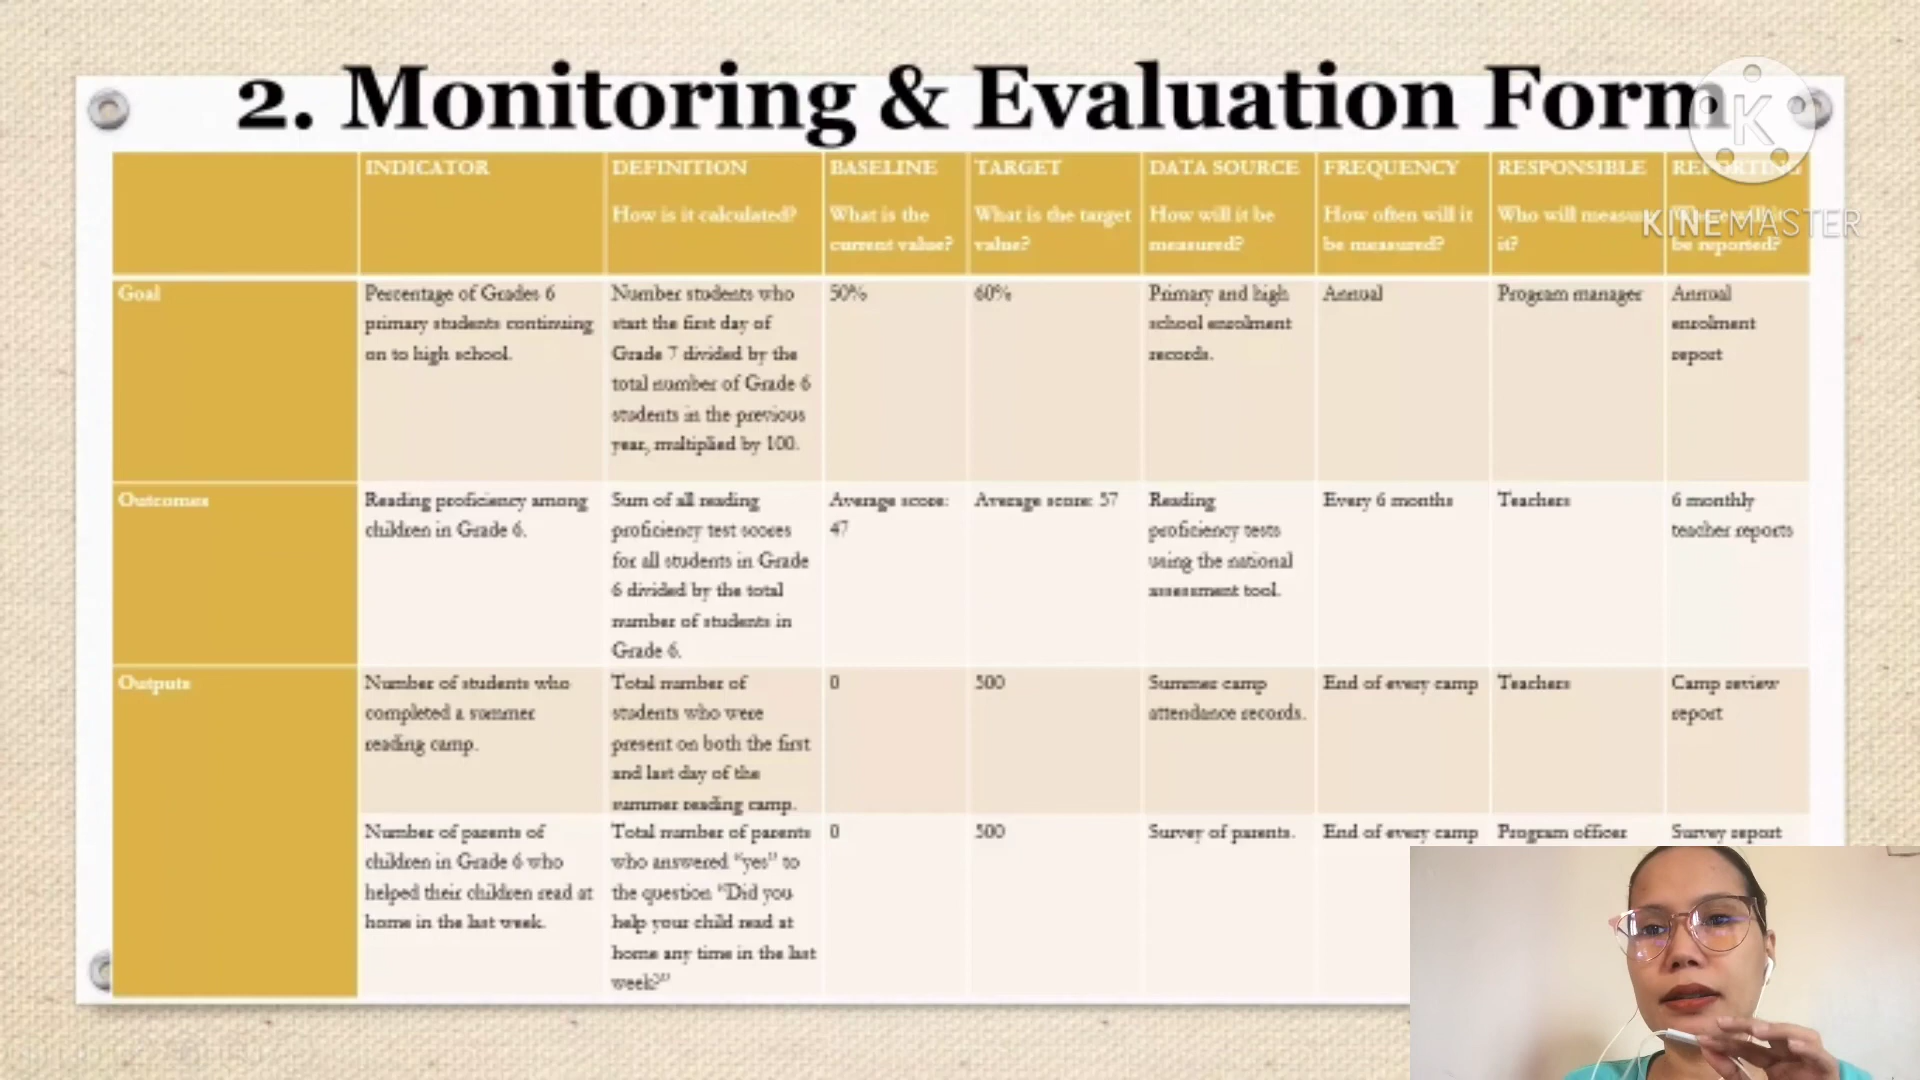 2. Monitoring & Evaluation Form
K
KINEMASTER
INDICATOR
DEFINITION
How is it calculated?
BASELINE
What is the
current value?
TARGET
What is the target
value?
DATA SOURCE
How will it be
measured?
FREQUENCY
How often will it
be measured?
RESPONSIBLE
Who will measure
it?
REPORTING
be reported?
Goal
Percentage of Grades 6
primary students continuing
on to high school.
Number students who
start the first day of
Grade 7 divided by the
total number of Grade 6
students in the previous
year, multiplied by 100.
50%
60%
Primary and high
school enrolment
records.
Annual
Program manager
Annual
enrolment
report
Outcomes
Reading proficiency among
children in Grade 6.
Sum of all reading
proficiency test scores
for all students in Grade
6 divided by the total
number of students in
Grade 6.
Average score:
47
Average score: 57
Reading
proficiency tests
using the national
assessment tool.
Every 6 months
Teachers
6 monthly
teacher reports
Outputs
Number of students who
completed a summer
reading camp.
Total number of
students who were
present on both the first
and last day of the
summer reading camp.
0
500
Summer camp
attendance records.
End of every camp
Teachers
Camp review
report
Number of parents of
children in Grade 6 who
helped their children read at
home in the last week.
Total number of parents
who answered "yes" to
the question "Did you
help your child read at
home any time in the last
week?"
0
500
Survey of parents.
End of every camp
Program officer
Survey report